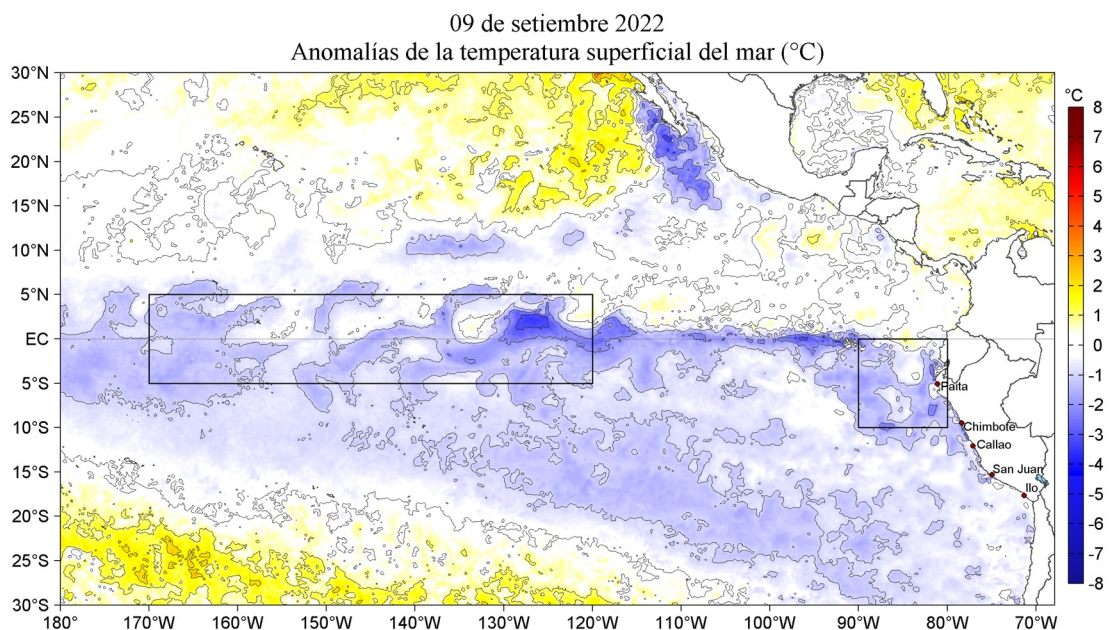 09 de setiembre 2022
Anomalías de la temperatura superficial del mar (°C)
°C
30°N
25°N
20°N
15°N
10°N
5°N
EC
5°S
10°S
15°S
20°S
25°S
30°S
180°
170°W
160°W
150°W
140°W
130°W
120°W
110°W
100°W
90°W
80°W
70°W
Paita
Chimbote
Callao
San Juan
Ilo
8
7
6
5
4
3
2
1
0
-1
-2
-3
-4
-5
-6
-7
-8